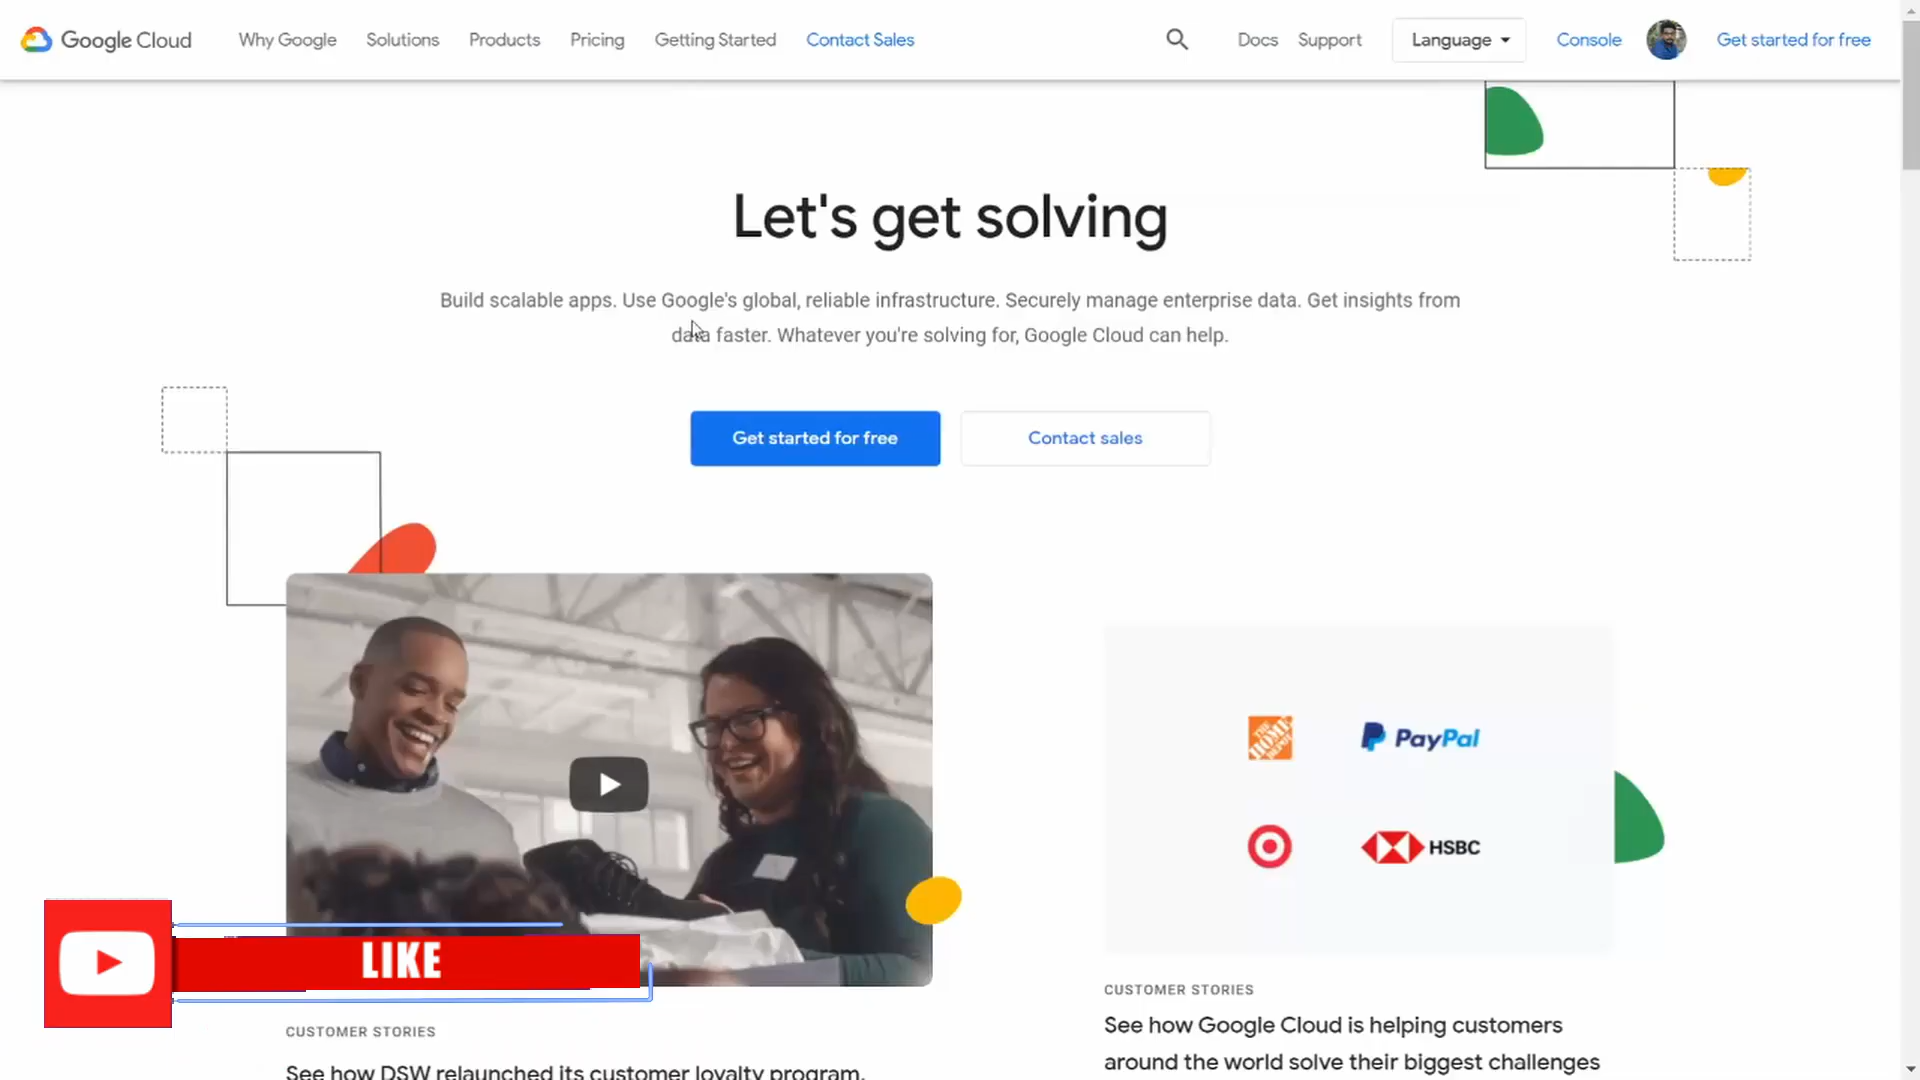 Google Cloud
Why Google
Solutions
Products
Pricing
Getting Started
Contact Sales
Docs
Support
Language
Console
Get started for free
Let's get solving
Build scalable apps. Use Google's global, reliable infrastructure. Securely manage enterprise data. Get insights from
data faster. Whatever you're solving for, Google Cloud can help.
Get started for free
Contact sales
THE HOME DEPOT
PayPal
HSBC
LIKE
CUSTOMER STORIES
See how DSW relaunched its customer loyalty program,
CUSTOMER STORIES
See how Google Cloud is helping customers
around the world solve their biggest challenges